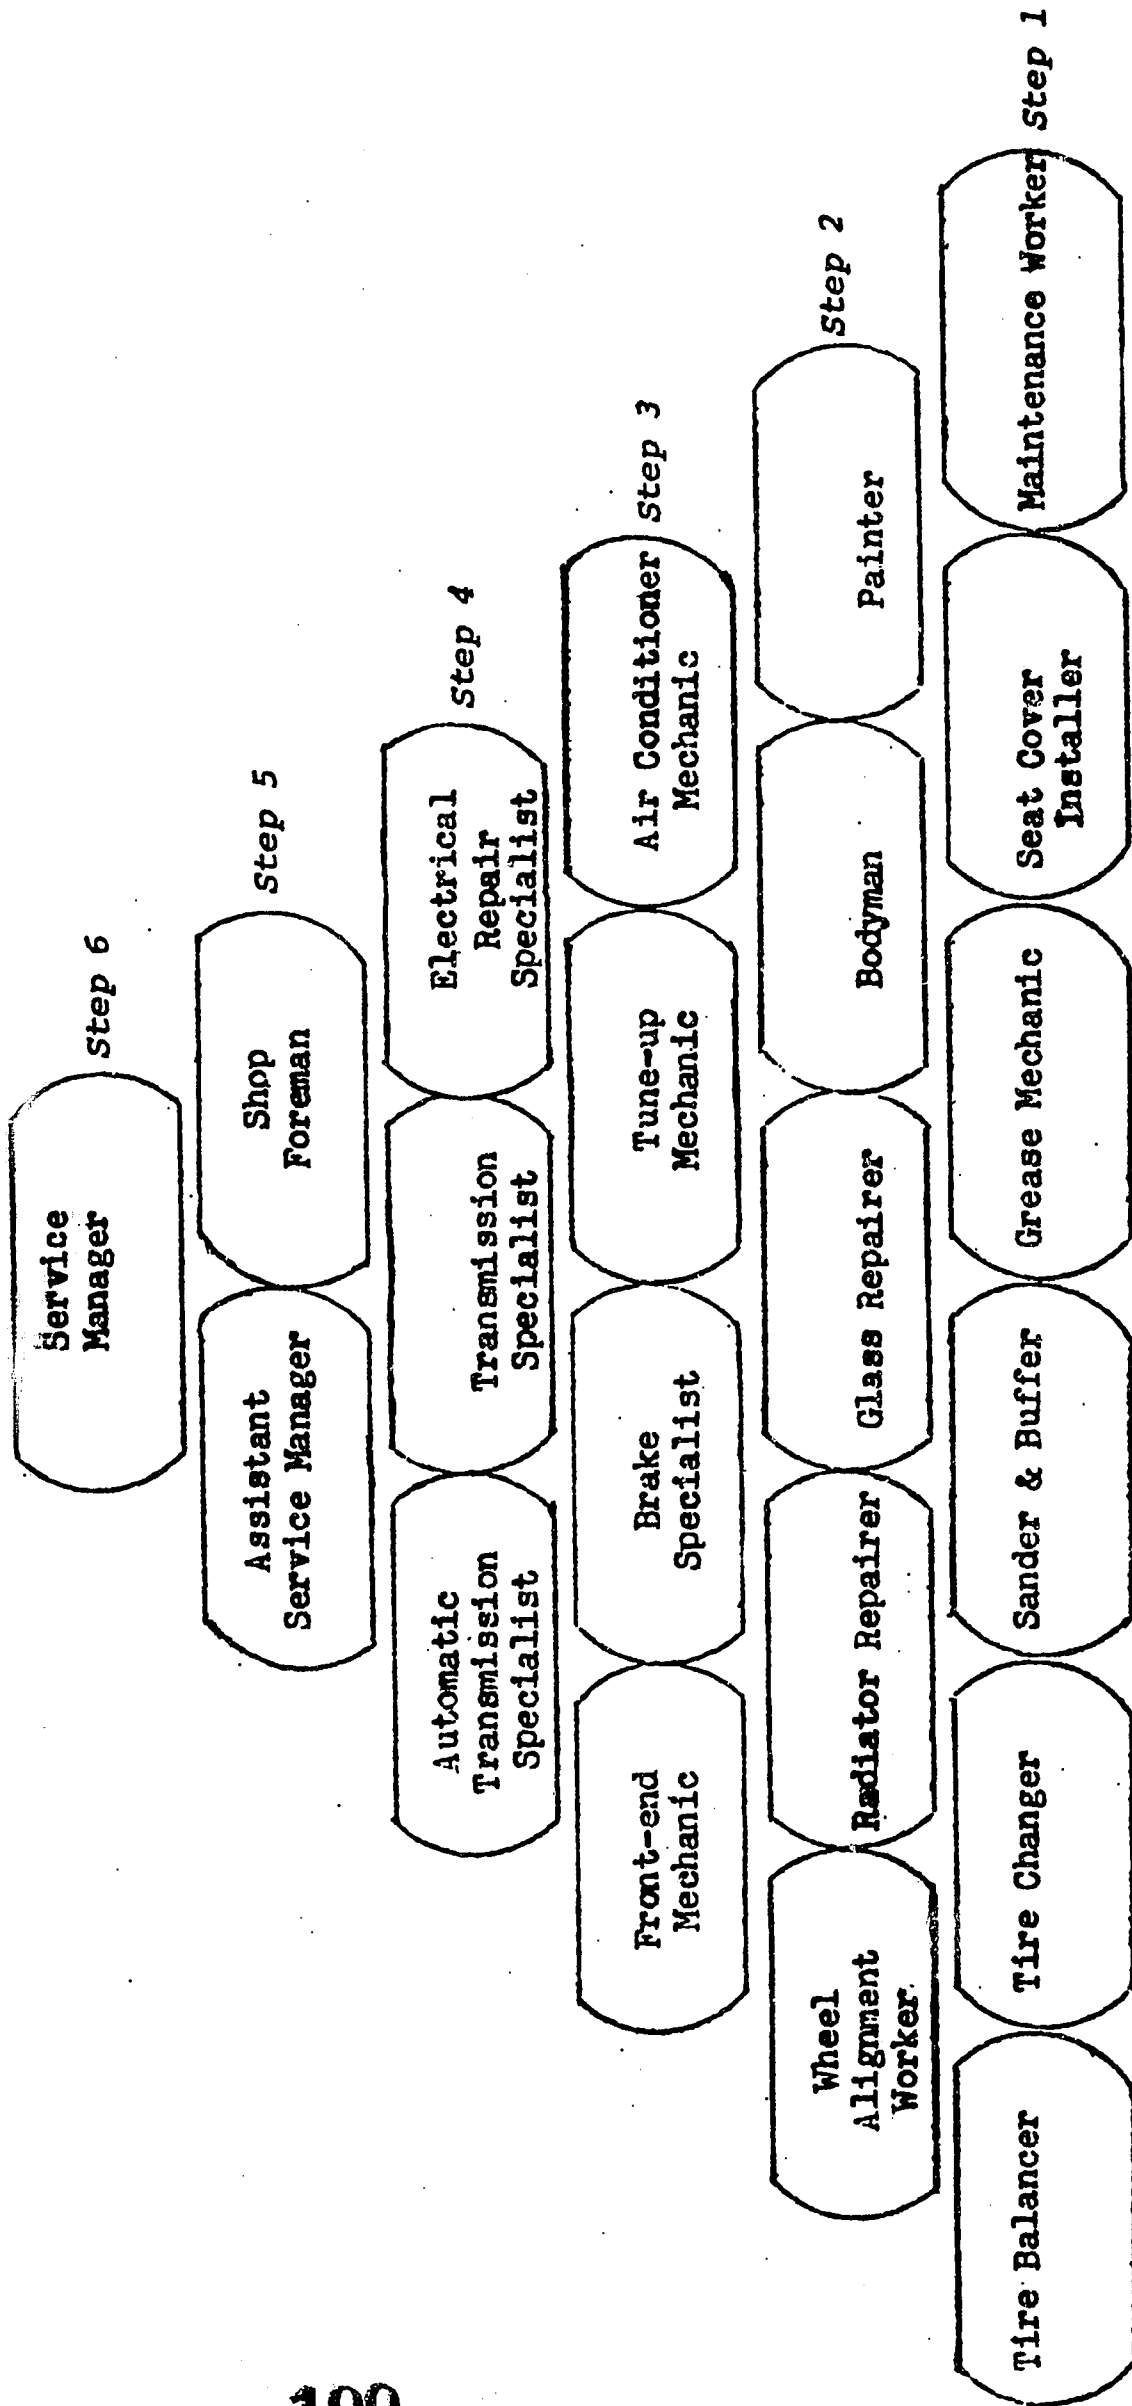 Service
Manager
Step 6
Assistant
Service Manager
Shop
Foreman
Step 5
Automatic
Transmission
Specialist
Transmission
Specialist
Electrical
Repair
Specialist
Step 4
Front-end
Mechanic
Brake
Specialist
Tune-up
Mechanic
Air Conditioner
Mechanic
Step 3
Wheel
Alignment
Worker
Radiator Repairer
Glass Repairer
Bodyman
Painter
Step 2
Tire Balancer
Tire Changer
Sander & Buffer
Grease Mechanic
Seat Cover
Installer
Maintenance Worker
Step 1